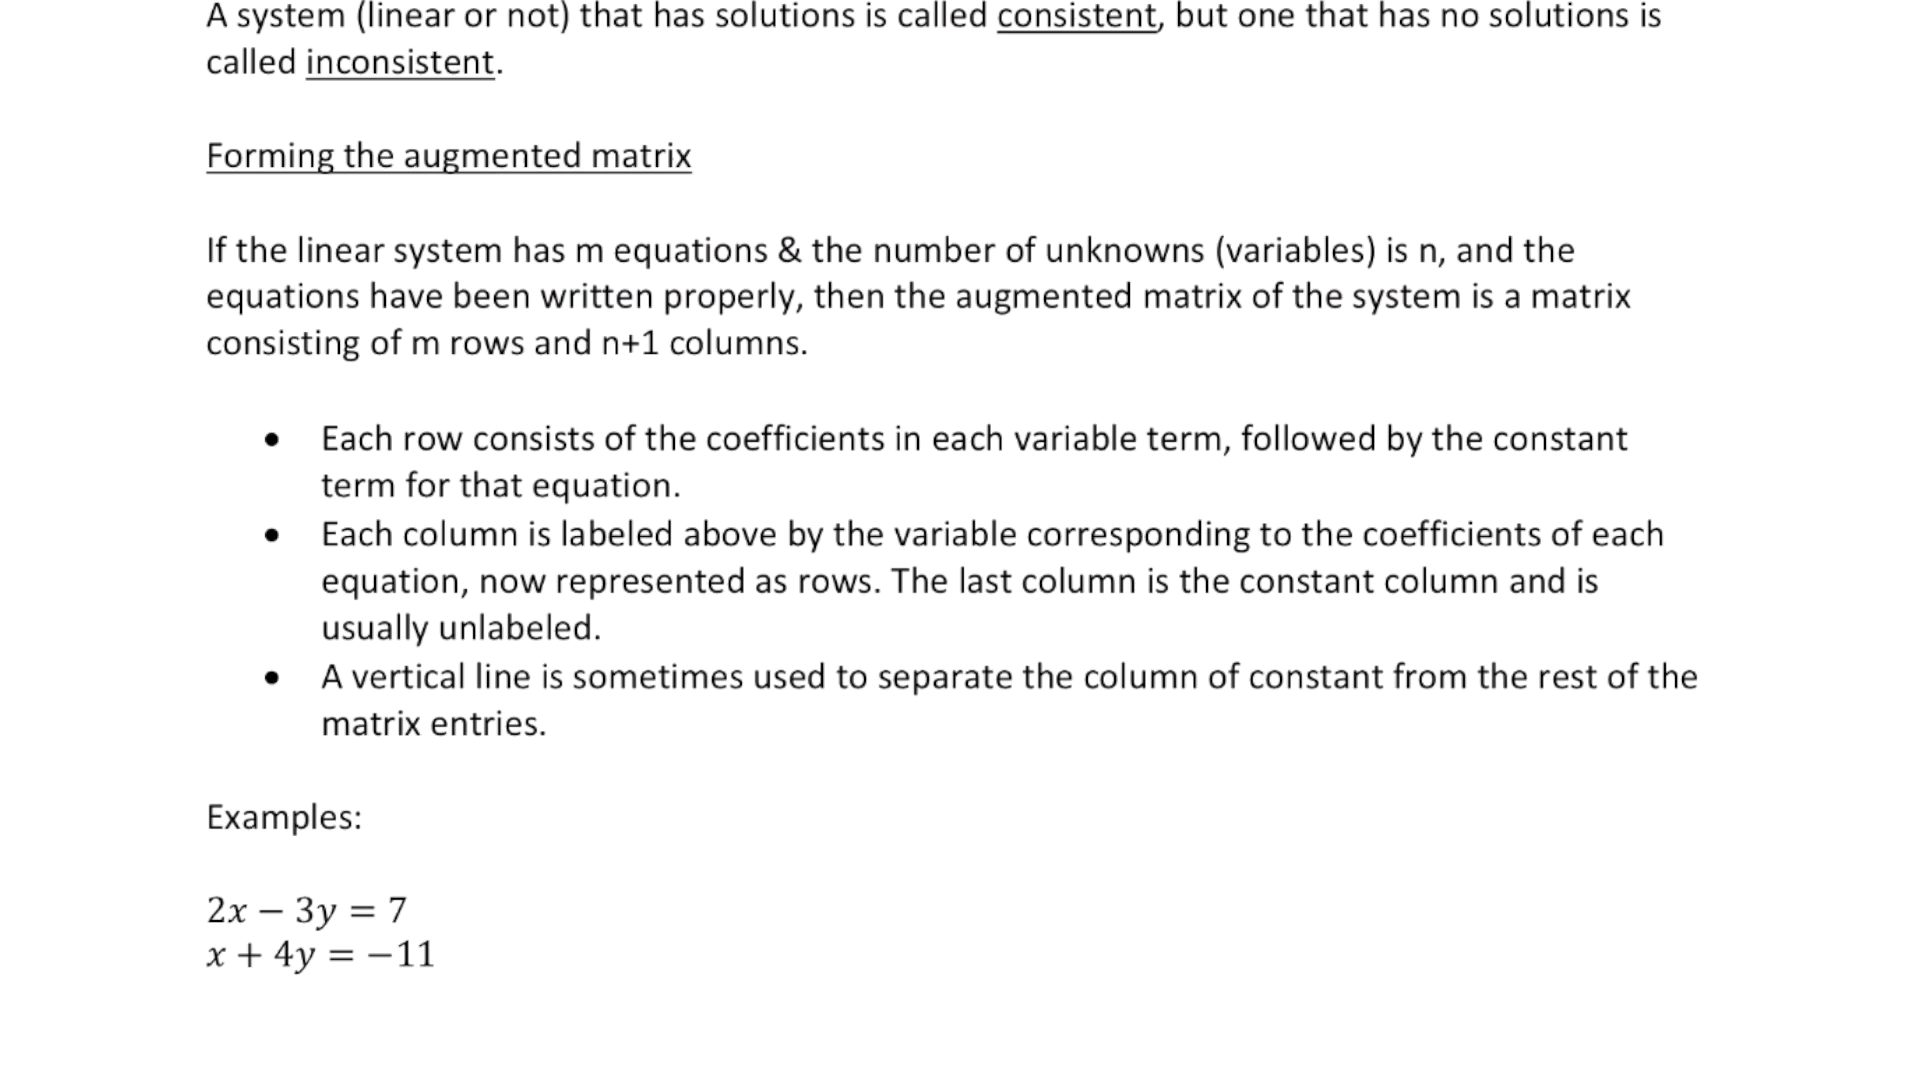 A system (linear or not) that has solutions is called consistent, but one that has no solutions is
called inconsistent.
Forming the augmented matrix
If the linear system has m equations & the number of unknowns (variables) is n, and the
equations have been written properly, then the augmented matrix of the system is a matrix
consisting of m rows and n+1 columns.
• Each row consists of the coefficients in each variable term, followed by the constant
term for that equation.
• Each column is labeled above by the variable corresponding to the coefficients of each
equation, now represented as rows. The last column is the constant column and is
usually unlabeled.
• A vertical line is sometimes used to separate the column of constant from the rest of the
matrix entries.
Examples:
2x − 3y = 7
x + 4y = −11